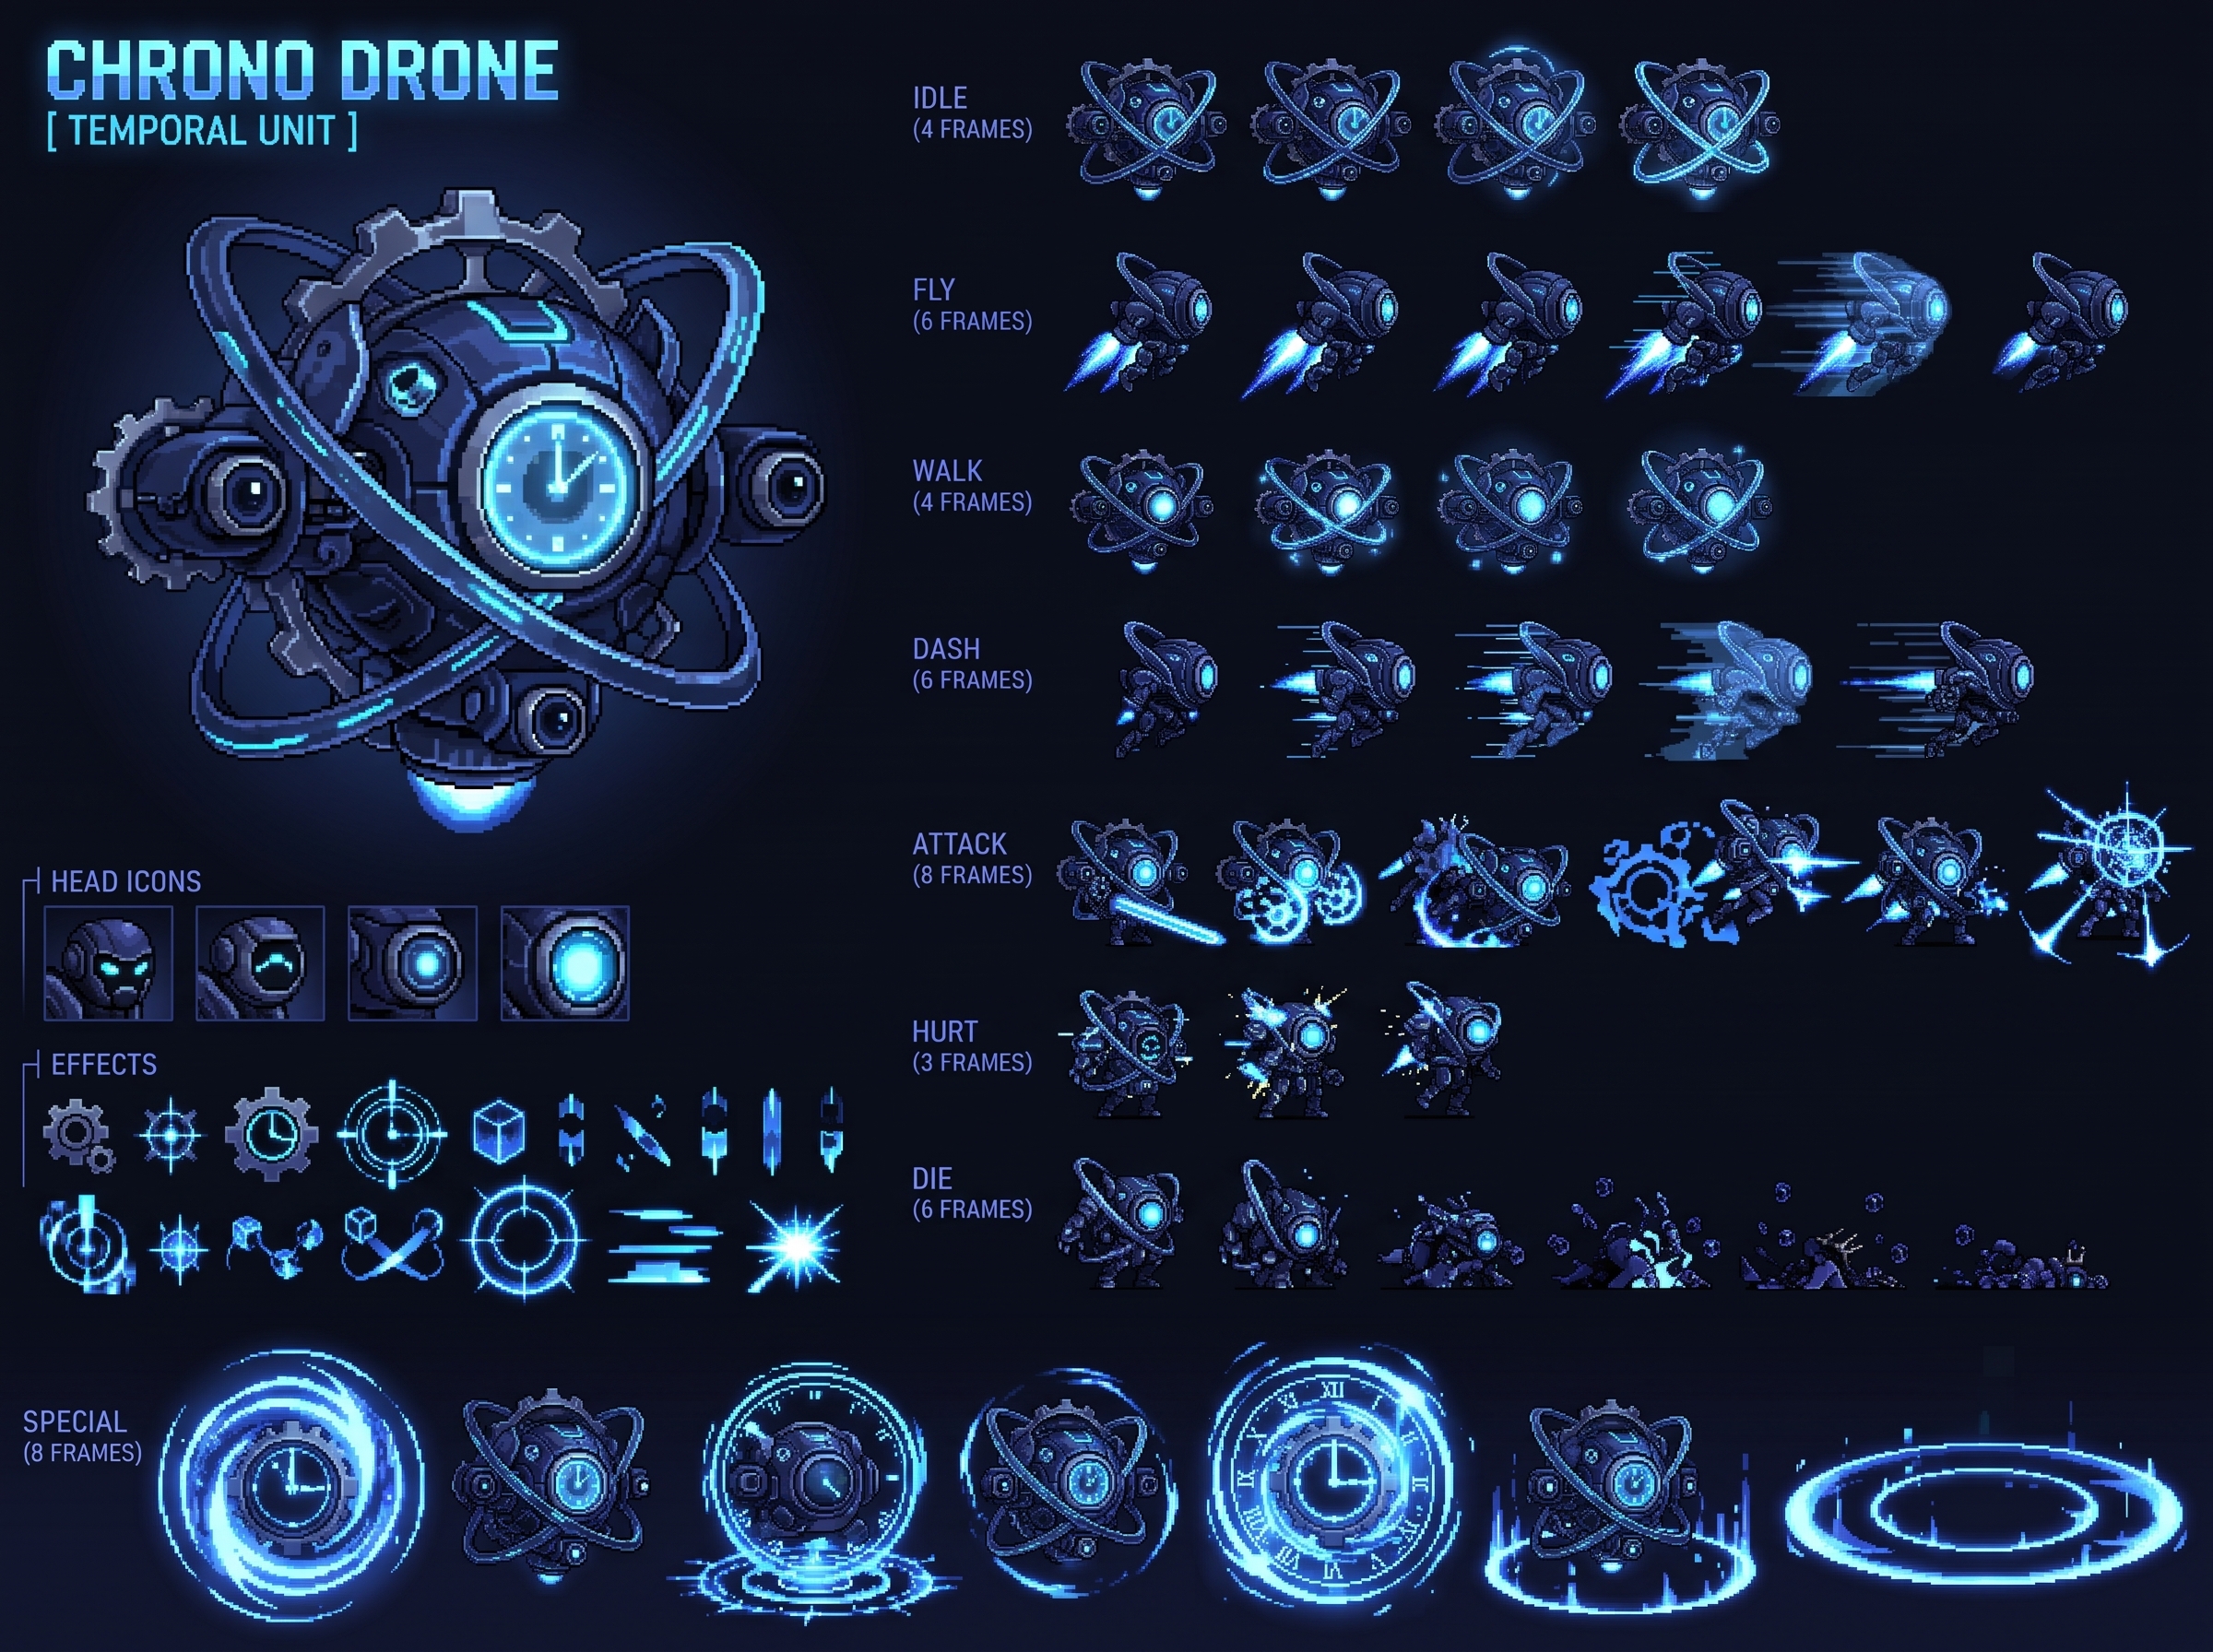 CHRONO DRONE
[ TEMPORAL UNIT ]
HEAD ICONS
EFFECTS
IDLE
(4 FRAMES)
FLY
(6 FRAMES)
WALK
(4 FRAMES)
DASH
(6 FRAMES)
ATTACK
(8 FRAMES)
HURT
(3 FRAMES)
DIE
(6 FRAMES)
SPECIAL
(8 FRAMES)